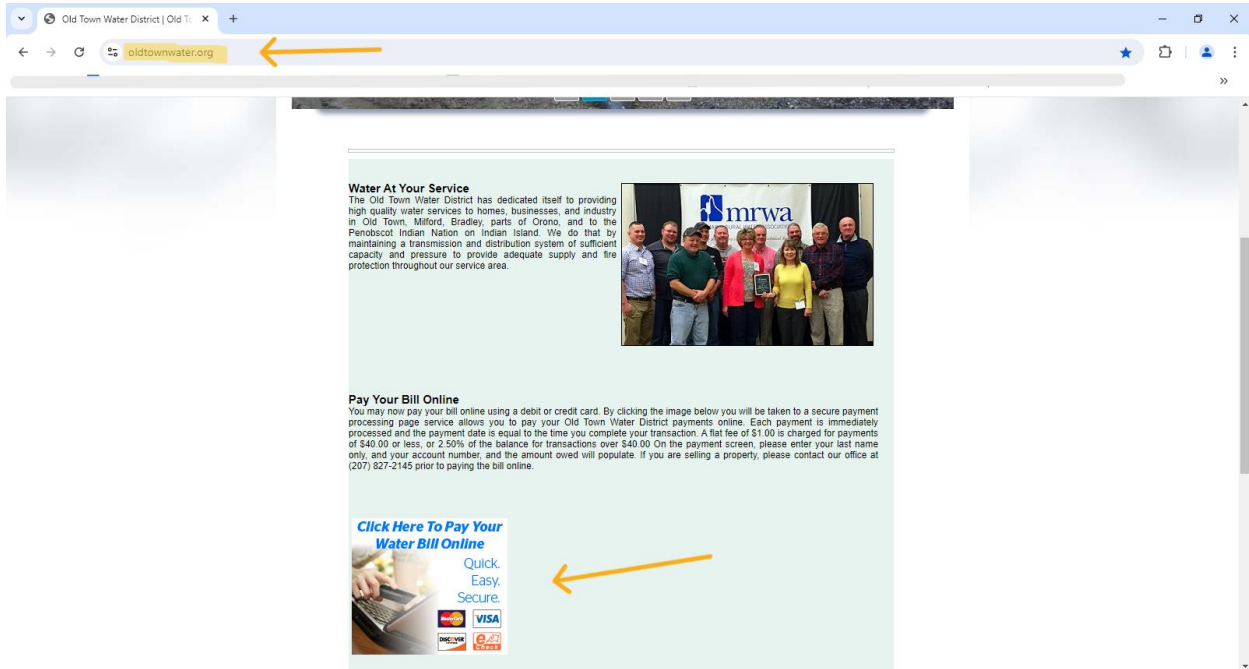 Old Town Water District | Old T
oldtownwater.org
Water At Your Service
The Old Town Water District has dedicated itself to providing
high quality water services to homes, businesses, and industry
in Old Town, Milford, Bradley, parts of Orono, and to the
Penobscot Indian Nation on Indian Island. We do that by
maintaining a transmission and distribution system of sufficient
capacity and pressure to provide adequate supply and fire
protection throughout our service area.
mrwa
Pay Your Bill Online
You may now pay your bill online using a debit or credit card. By clicking the image below you will be taken to a secure payment
processing page service allows you to pay your Old Town Water District payments online. Each payment is immediately
processed and the payment date is equal to the time you complete your transaction. A flat fee of $1.00 is charged for payments
of $40.00 or less, or 2.50% of the balance for transactions over $40.00 On the payment screen, please enter your last name
only, and your account number, and the amount owed will populate. If you are selling a property, please contact our office at
(207) 827-2145 prior to paying the bill online.
Click Here To Pay Your
Water Bill Online
Quick.
Easy.
Secure.
MasterCard VISA
DISCOVER e Check